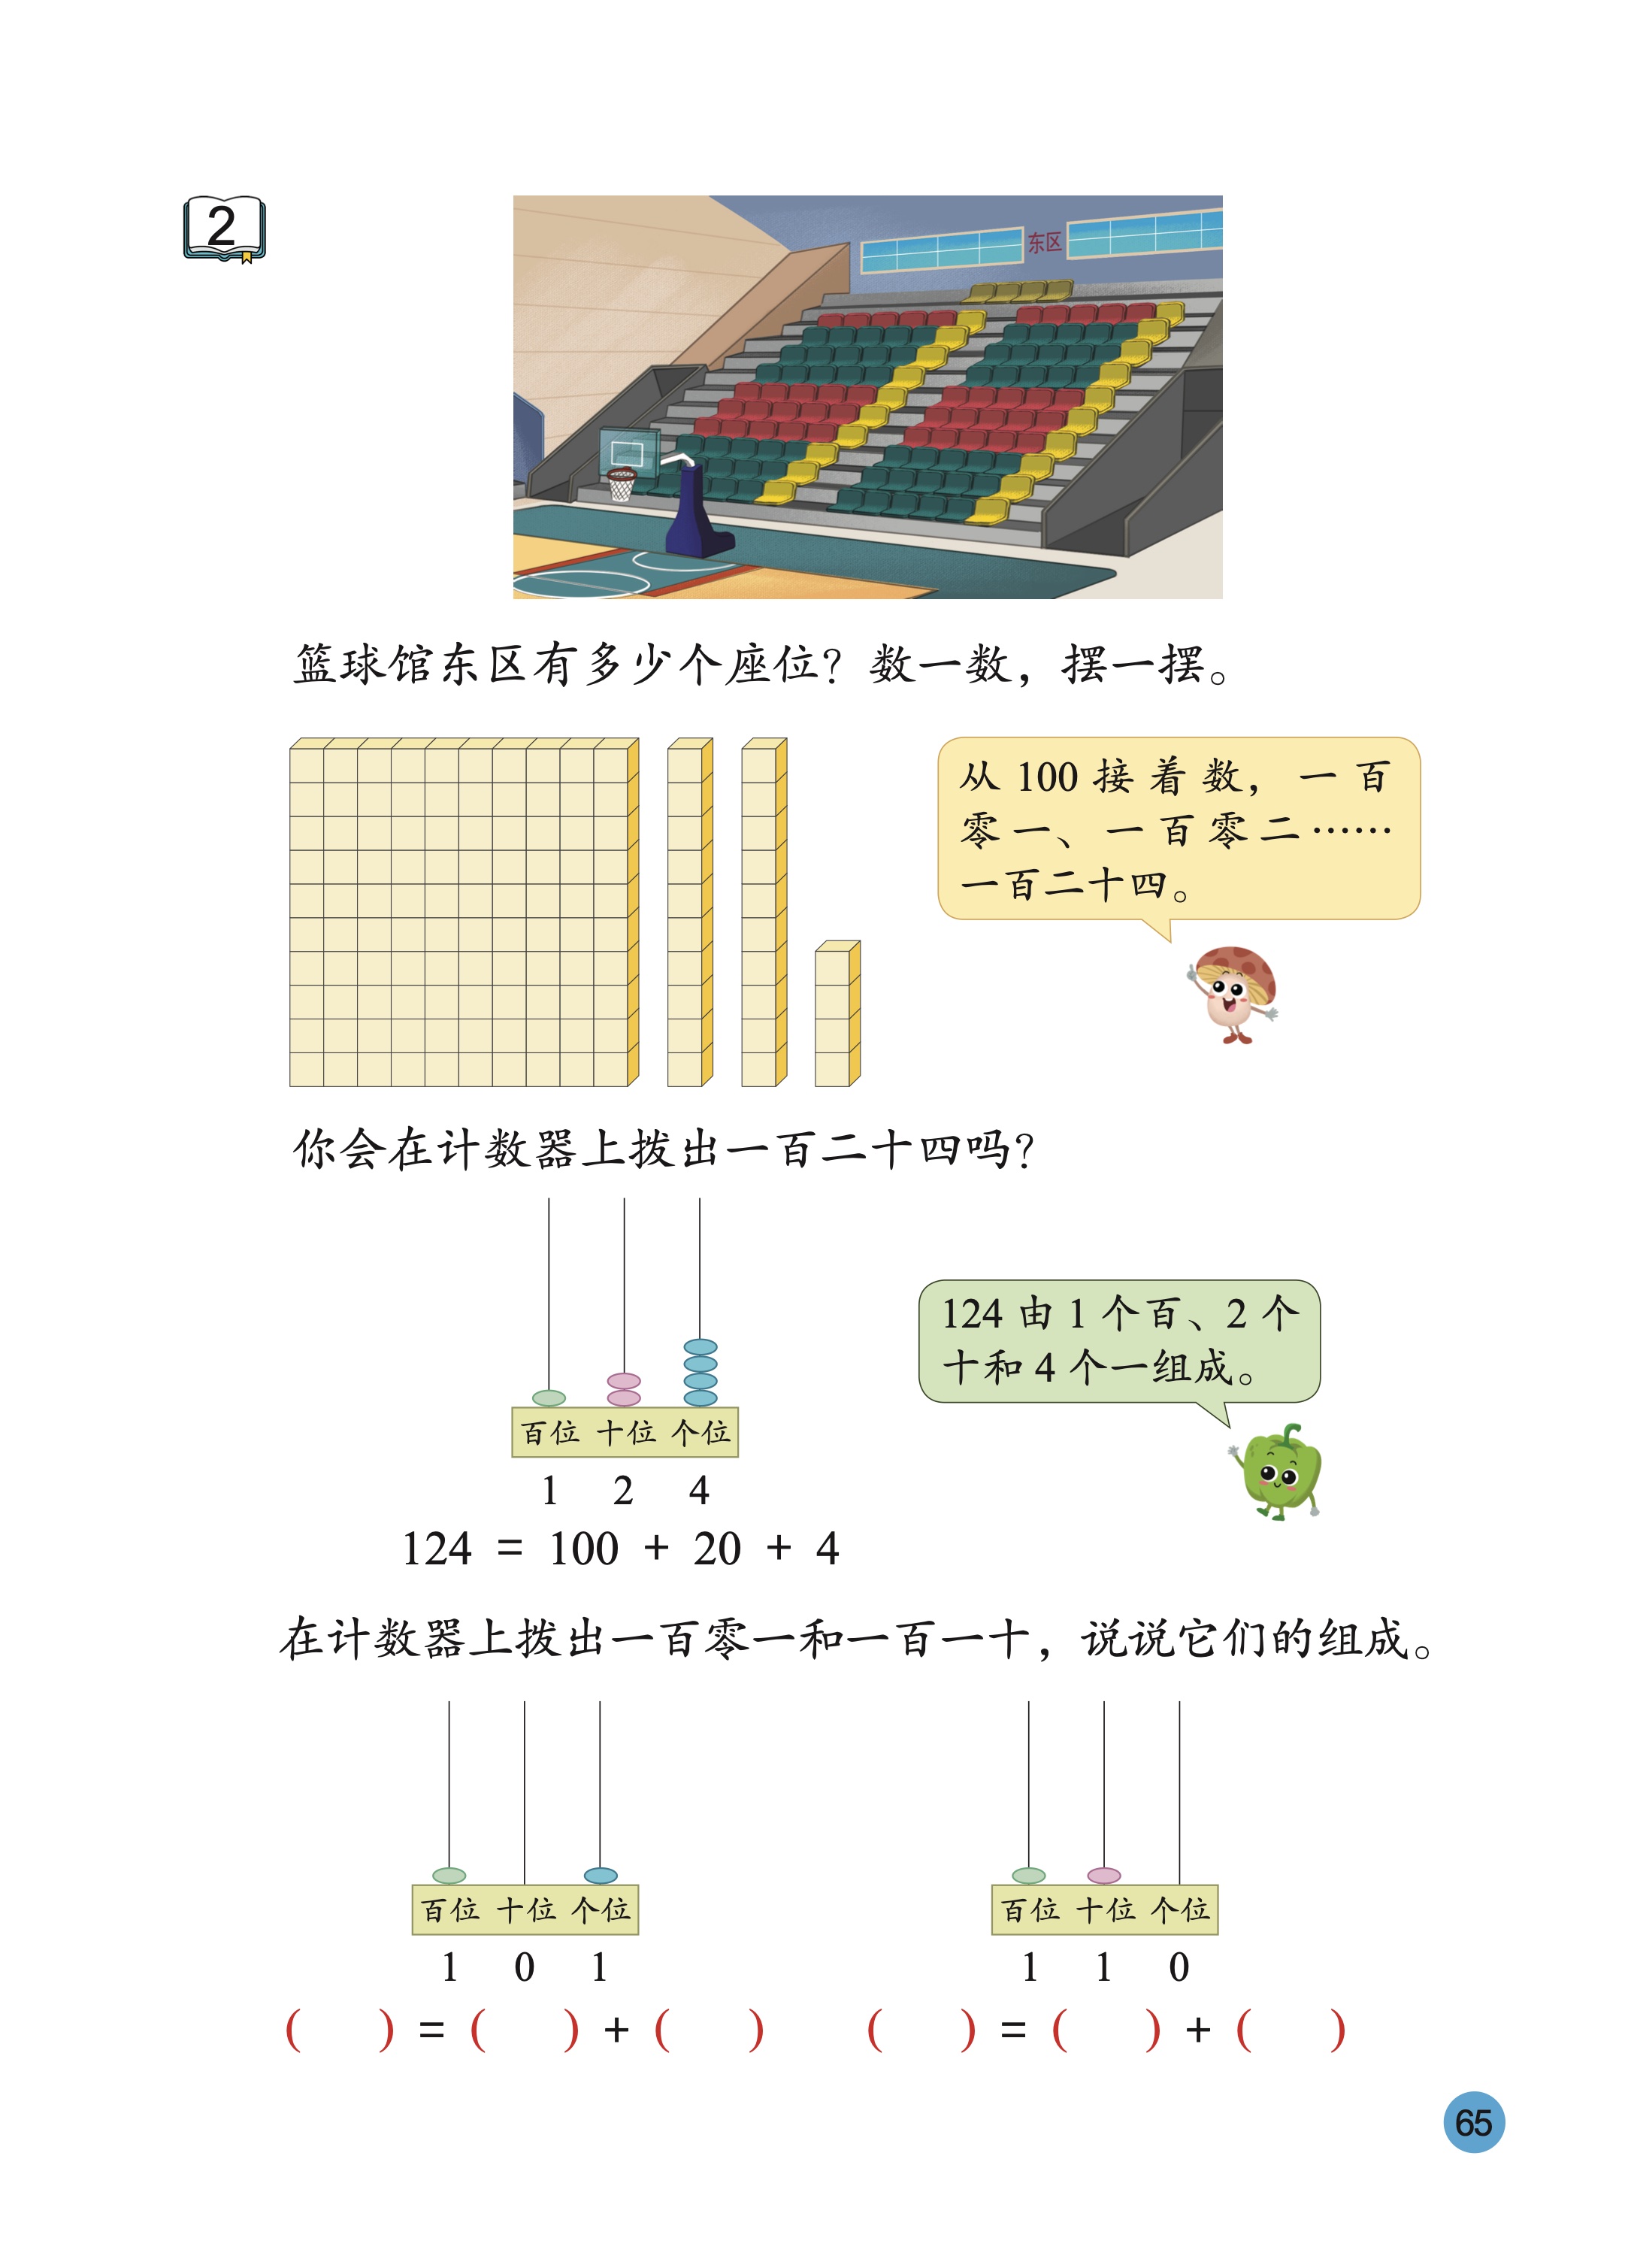 2
东区
篮球馆东区有多少个座位？数一数，摆一摆。
从 100 接着数，一百
零一、一百零二……
一百二十四。
你会在计数器上拨出一百二十四吗？
124 由 1 个百、2 个
十和 4 个一组成。
百位 十位 个位
1 2 4
124 = 100 + 20 + 4
在计数器上拨出一百零一和一百一十，说说它们的组成。
百位 十位 个位
1 0 1
(   ) = (   ) + (   )
百位 十位 个位
1 1 0
(   ) = (   ) + (   )
65